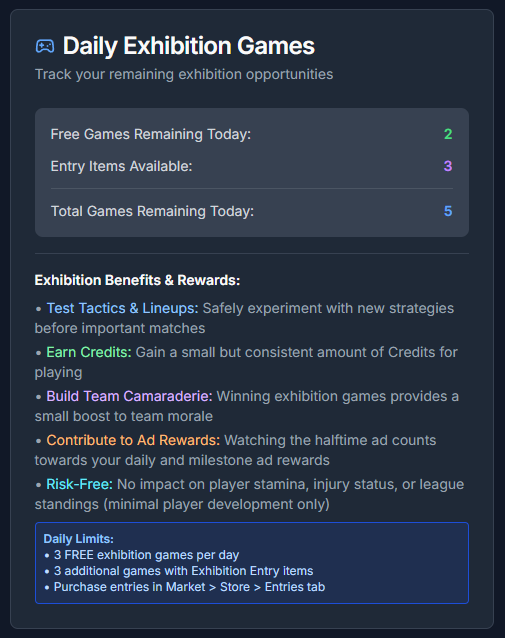 Daily Exhibition Games
Track your remaining exhibition opportunities
Free Games Remaining Today: 2
Entry Items Available: 3
Total Games Remaining Today: 5
Exhibition Benefits & Rewards:
• Test Tactics & Lineups: Safely experiment with new strategies
before important matches
• Earn Credits: Gain a small but consistent amount of Credits for
playing
• Build Team Camaraderie: Winning exhibition games provides a
small boost to team morale
• Contribute to Ad Rewards: Watching the halftime ad counts
towards your daily and milestone ad rewards
• Risk-Free: No impact on player stamina, injury status, or league
standings (minimal player development only)
Daily Limits:
• 3 FREE exhibition games per day
• 3 additional games with Exhibition Entry items
• Purchase entries in Market > Store > Entries tab